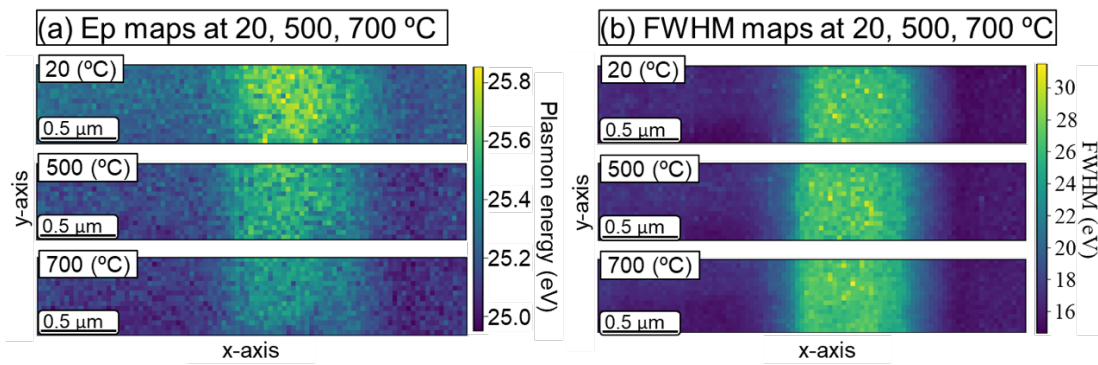 (a) Ep maps at 20, 500, 700 ºC
20 (ºC)
0.5 µm
500 (ºC)
0.5 µm
700 (ºC)
0.5 µm
y-axis
x-axis
25.8
25.6
25.4
25.2
25.0
Plasmon energy (eV)
(b) FWHM maps at 20, 500, 700 ºC
20 (ºC)
0.5 µm
500 (ºC)
0.5 µm
700 (ºC)
0.5 µm
y-axis
x-axis
30
28
26
24
22
20
18
16
FWHM (eV)